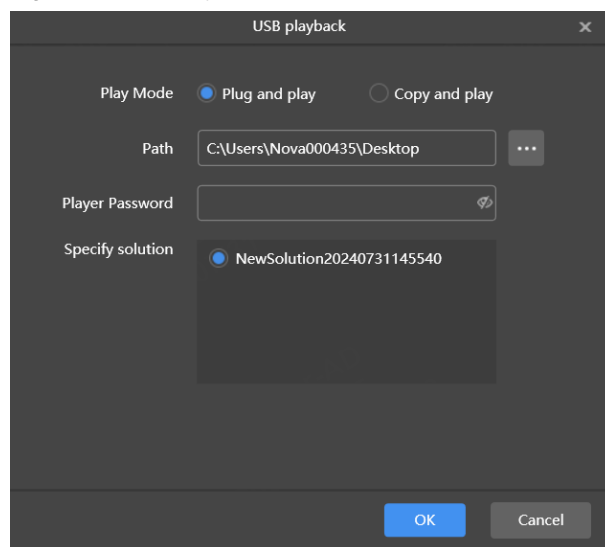 USB playback
Play Mode Plug and play Copy and play
Path C:\Users\Nova000435\Desktop ...
Player Password
Specify solution NewSolution20240731145540
OK Cancel